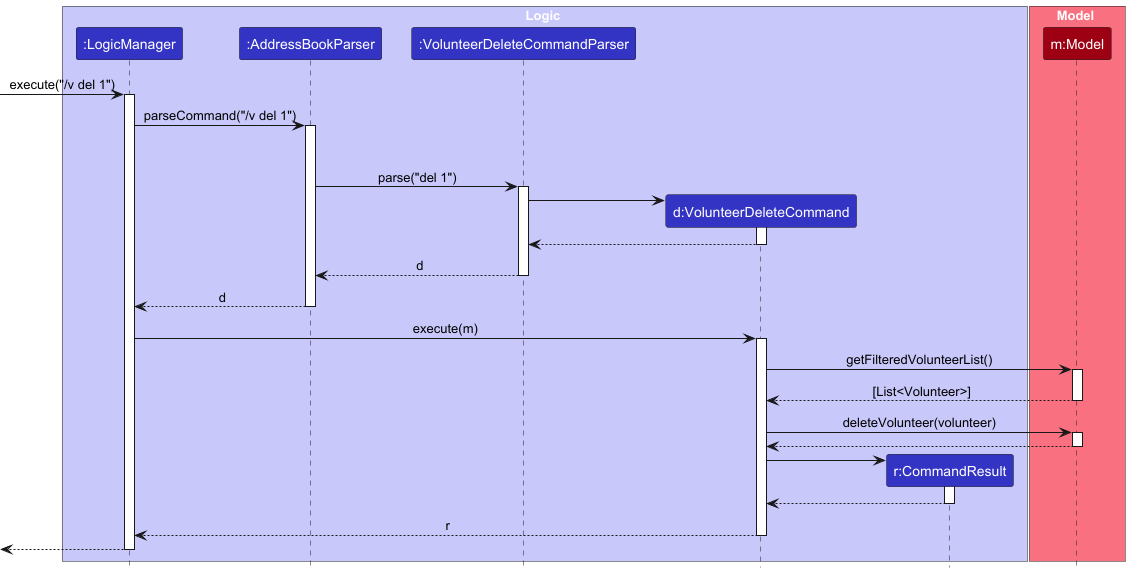 Logic
Model
:LogicManager
:AddressBookParser
:VolunteerDeleteCommandParser
m:Model
execute("/v del 1")
parseCommand("/v del 1")
parse("del 1")
d:VolunteerDeleteCommand
d
d
execute(m)
getFilteredVolunteerList()
[List<Volunteer>]
deleteVolunteer(volunteer)
r:CommandResult
r